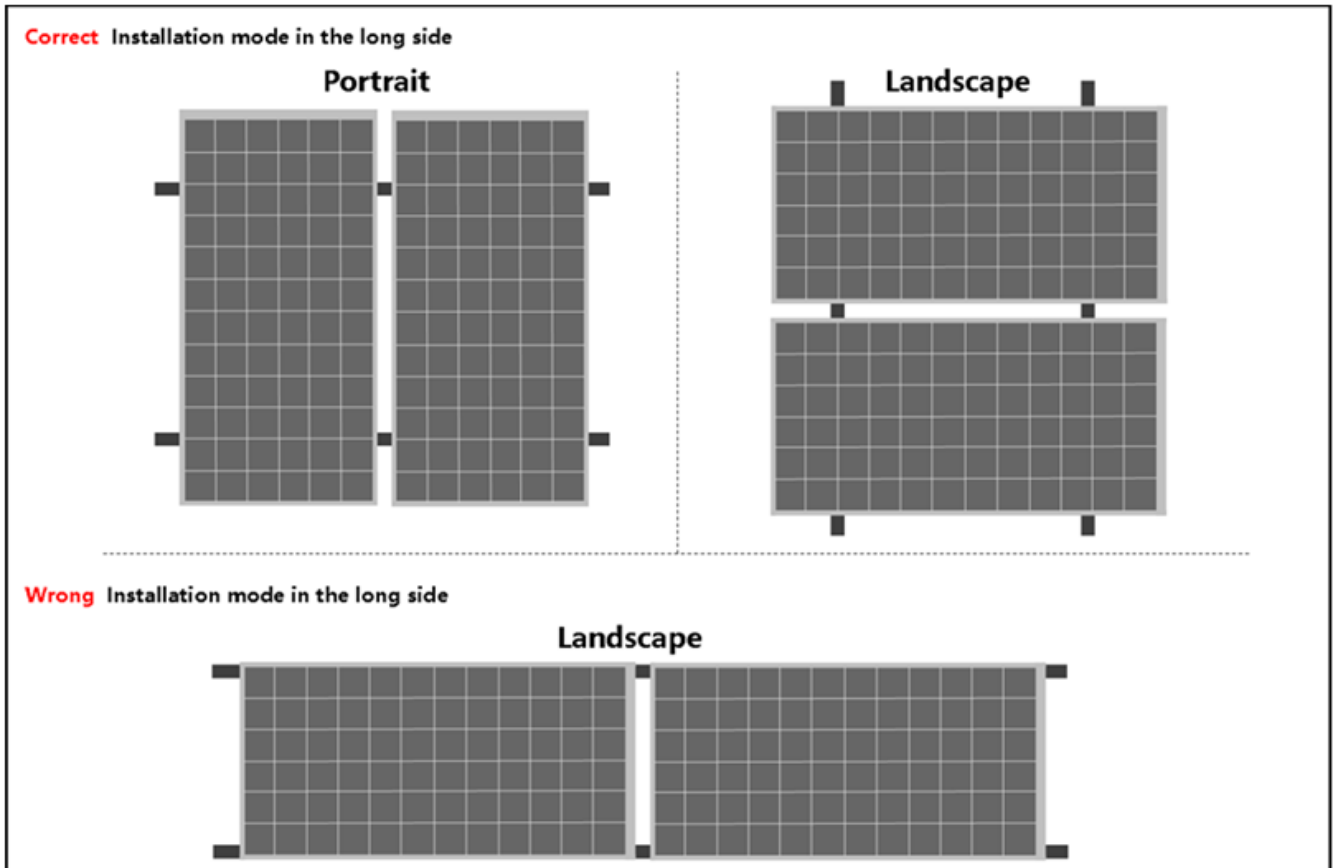 Correct Installation mode in the long side
Portrait
Landscape
Wrong Installation mode in the long side
Landscape